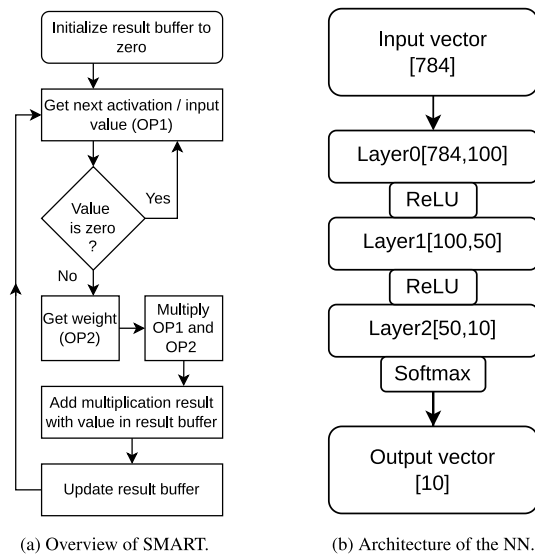 Initialize result buffer to
zero
Get next activation / input
value (OP1)
Yes
Value
is zero
?
No
Get weight
(OP2)
Multiply
OP1 and
OP2
Add multiplication result
with value in result buffer
Update result buffer
(a) Overview of SMART.
Input vector
[784]
Layer0[784,100]
ReLU
Layer1[100,50]
ReLU
Layer2[50,10]
Softmax
Output vector
[10]
(b) Architecture of the NN.